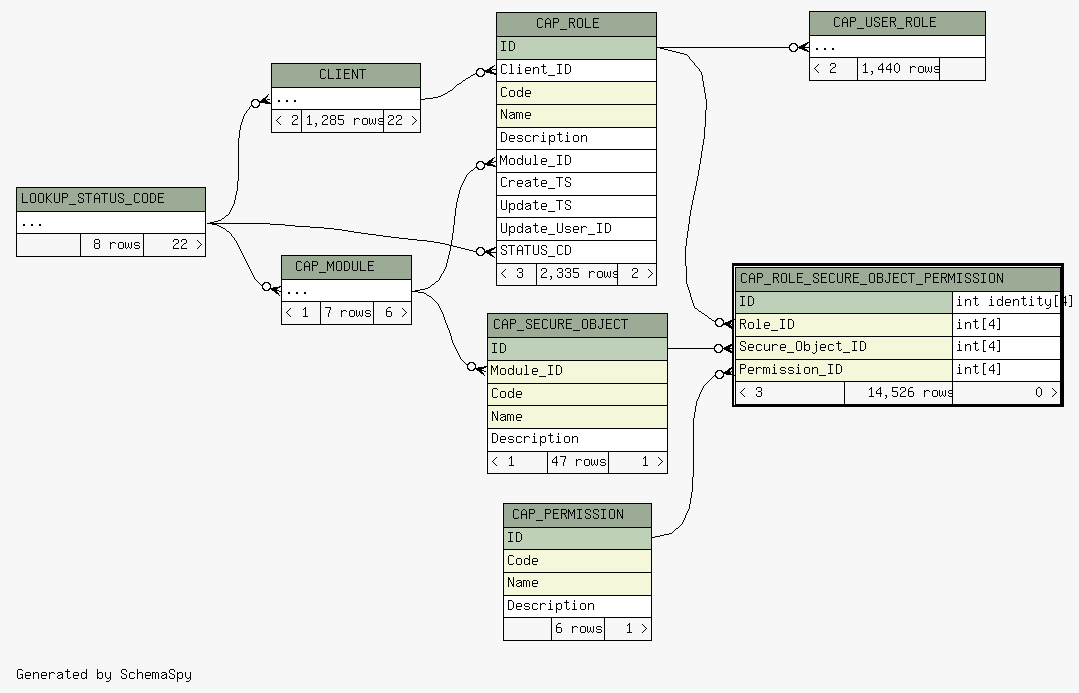 CAP_ROLE
ID
Client_ID
Code
Name
Description
Module_ID
Create_TS
Update_TS
Update_User_ID
STATUS_CD
< 3 2,335 rows 2 >
CAP_USER_ROLE
...
< 2 1,440 rows
CLIENT
...
< 2 1,285 rows 22 >
LOOKUP_STATUS_CODE
...
8 rows 22 >
CAP_MODULE
...
< 1 7 rows 6 >
CAP_SECURE_OBJECT
ID
Module_ID
Code
Name
Description
< 1 47 rows 1 >
CAP_ROLE_SECURE_OBJECT_PERMISSION
ID int identity[4]
Role_ID int[4]
Secure_Object_ID int[4]
Permission_ID int[4]
< 3 14,526 rows 0 >
CAP_PERMISSION
ID
Code
Name
Description
6 rows 1 >
Generated by SchemaSpy